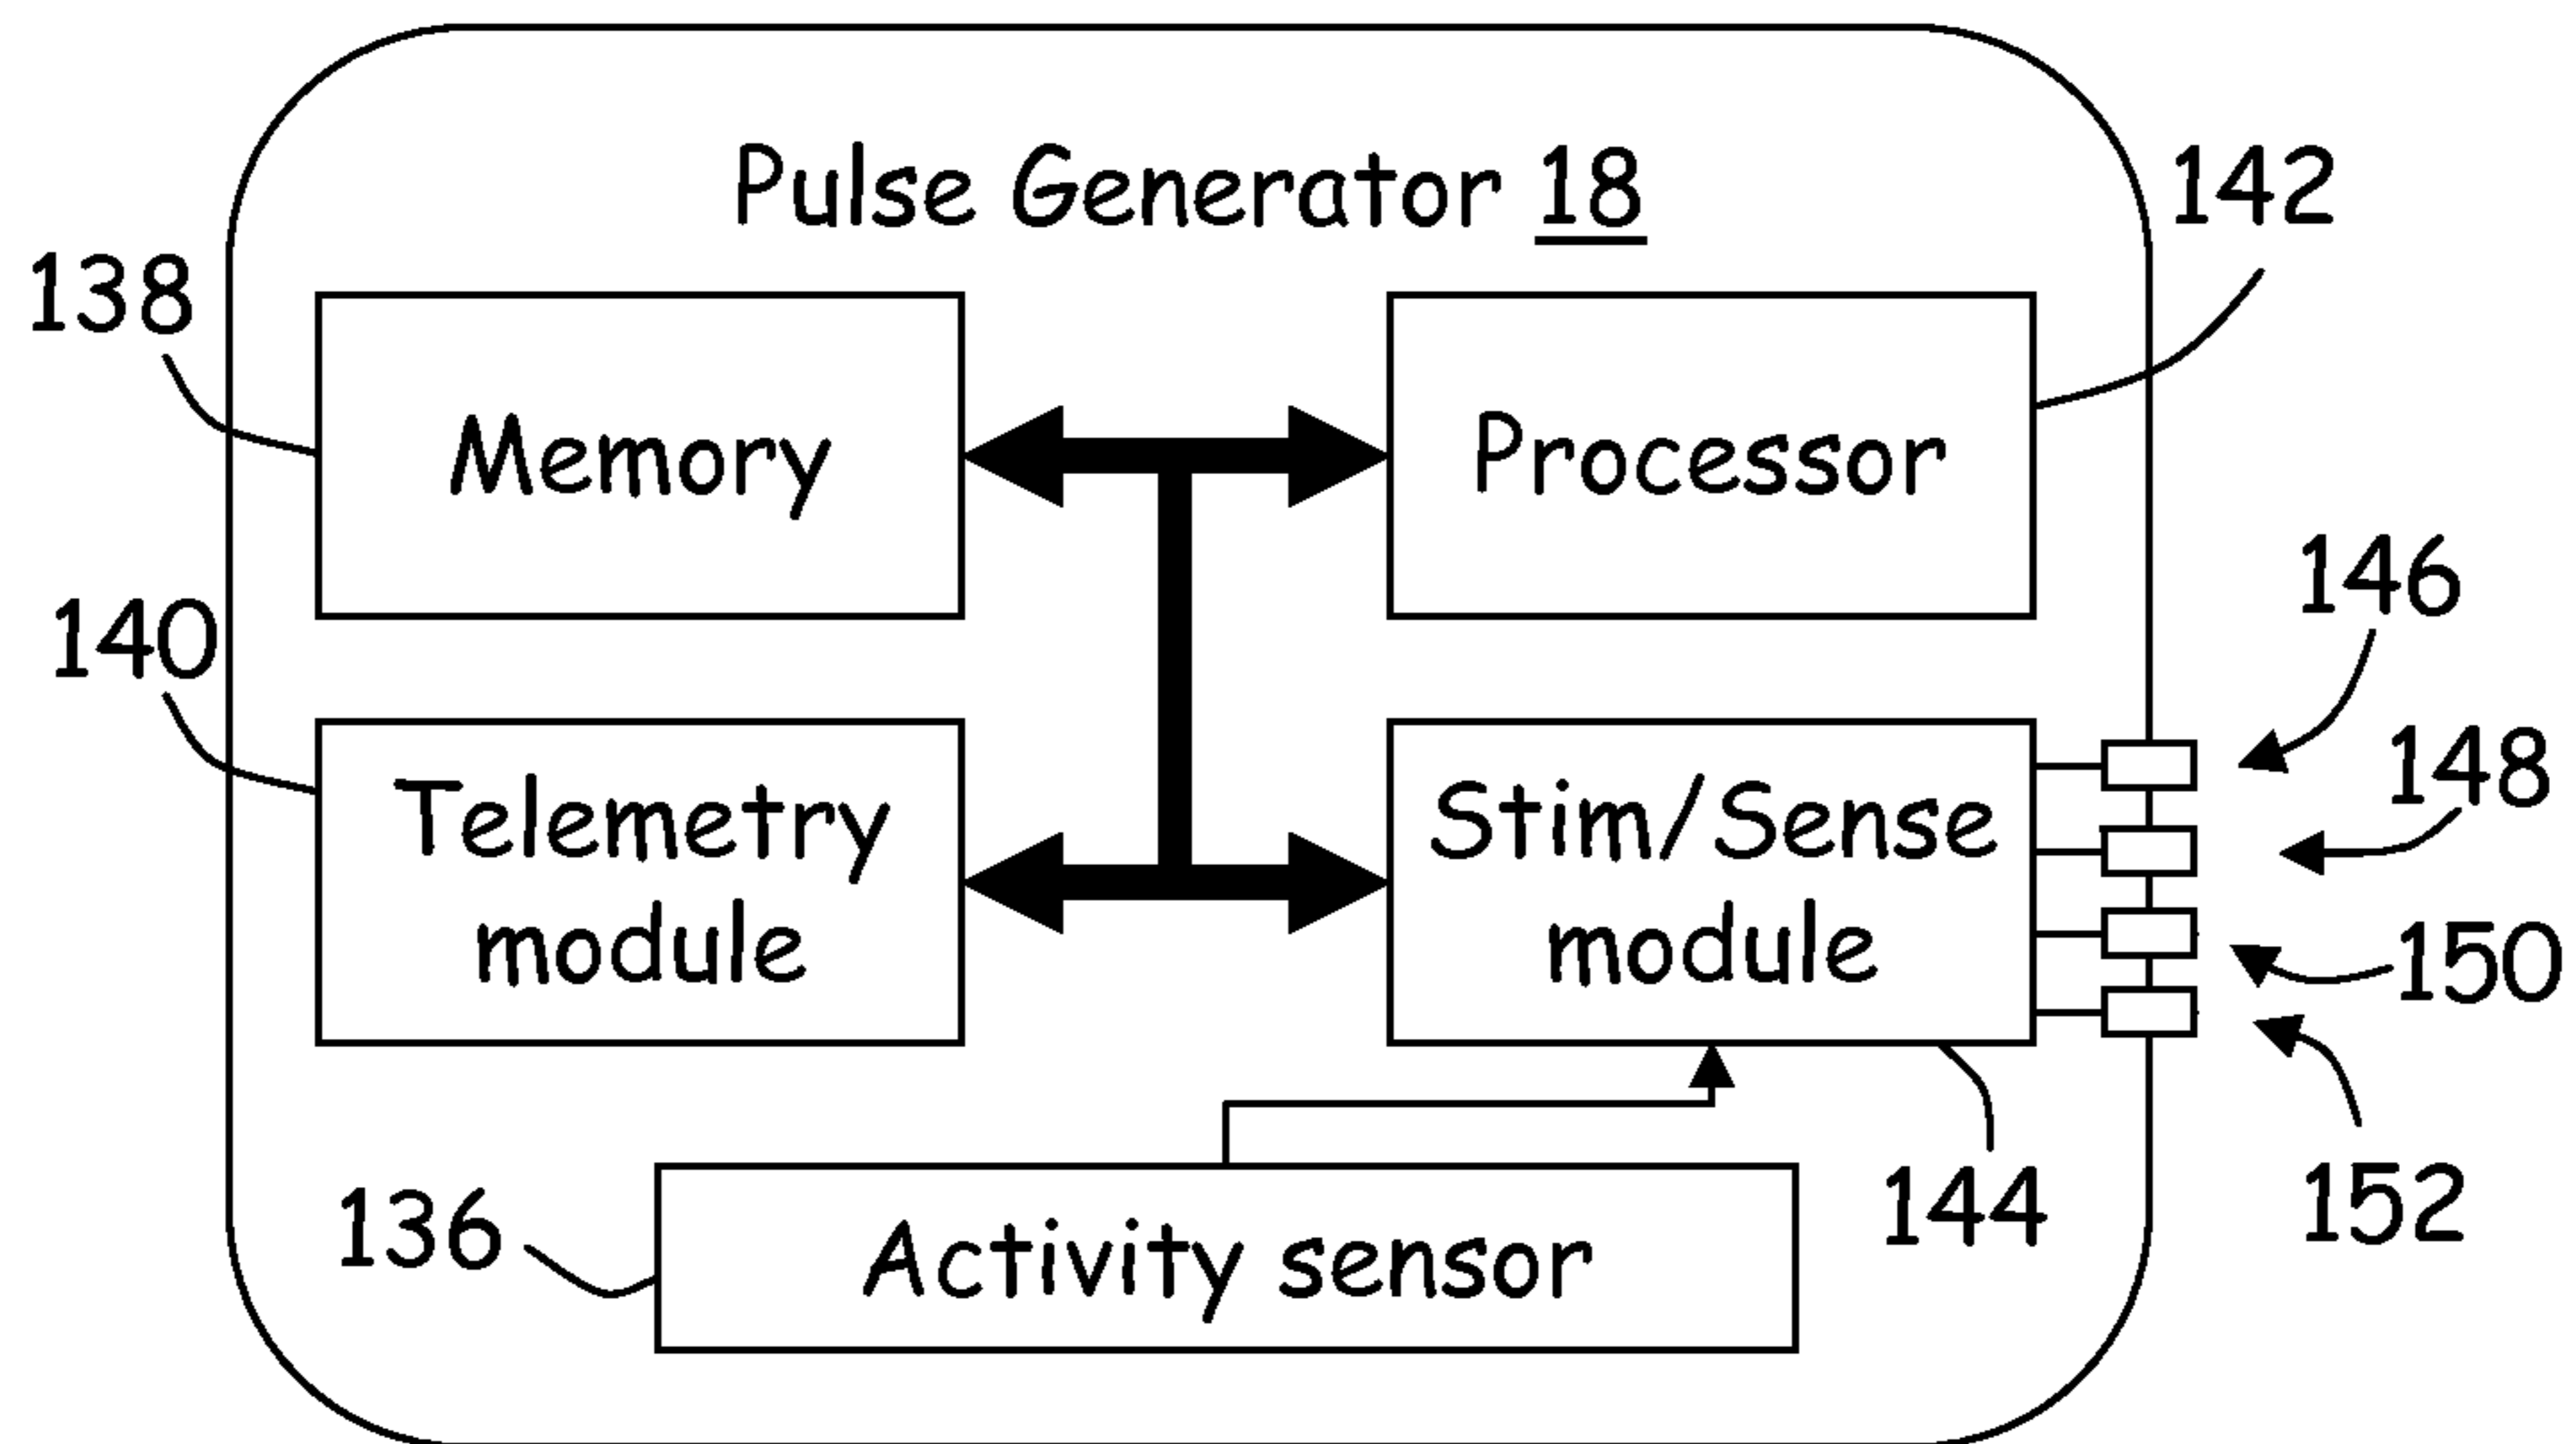 Pulse Generator 18
142
138
Memory
Processor
146
140
148
Telemetry
module
Stim/Sense
module
150
144
152
136
Activity sensor